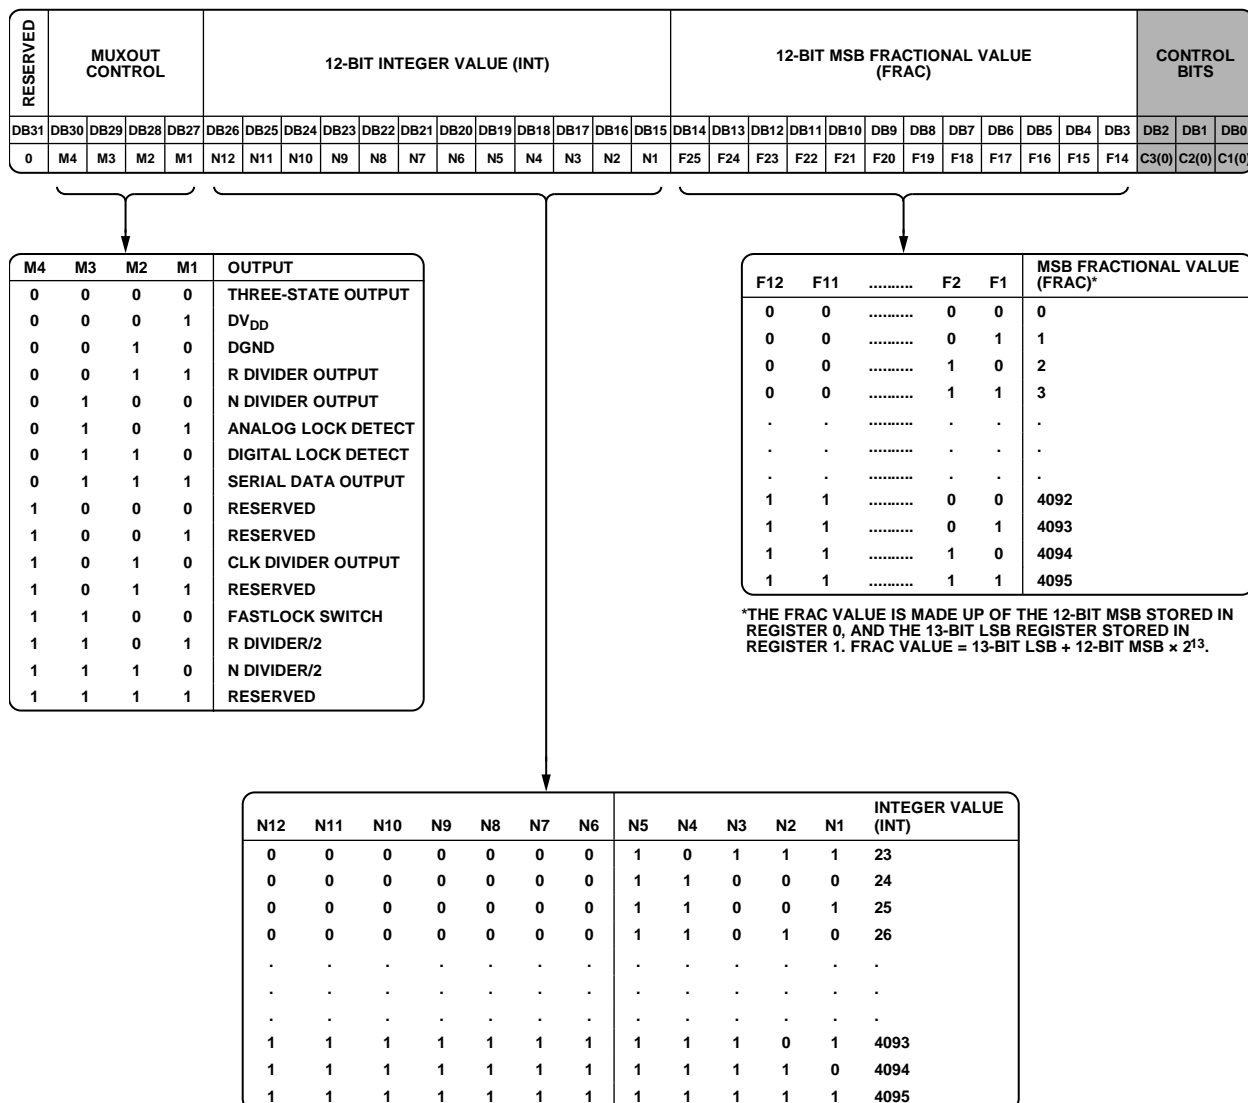 RESERVED
MUXOUT CONTROL
12-BIT INTEGER VALUE (INT)
12-BIT MSB FRACTIONAL VALUE (FRAC)
CONTROL BITS
DB31 DB30 DB29 DB28 DB27 DB26 DB25 DB24 DB23 DB22 DB21 DB20 DB19 DB18 DB17 DB16 DB15 DB14 DB13 DB12 DB11 DB10 DB9 DB8 DB7 DB6 DB5 DB4 DB3 DB2 DB1 DB0
0 M4 M3 M2 M1 N12 N11 N10 N9 N8 N7 N6 N5 N4 N3 N2 N1 F25 F24 F23 F22 F21 F20 F19 F18 F17 F16 F15 F14 C3(0) C2(0) C1(0)
M4 M3 M2 M1 OUTPUT
0 0 0 0 THREE-STATE OUTPUT
0 0 0 1 DVDD
0 0 1 0 DGND
0 0 1 1 R DIVIDER OUTPUT
0 1 0 0 N DIVIDER OUTPUT
0 1 0 1 ANALOG LOCK DETECT
0 1 1 0 DIGITAL LOCK DETECT
0 1 1 1 SERIAL DATA OUTPUT
1 0 0 0 RESERVED
1 0 0 1 RESERVED
1 0 1 0 CLK DIVIDER OUTPUT
1 0 1 1 RESERVED
1 1 0 0 FASTLOCK SWITCH
1 1 0 1 R DIVIDER/2
1 1 1 0 N DIVIDER/2
1 1 1 1 RESERVED
F12 F11 .......... F2 F1 MSB FRACTIONAL VALUE (FRAC)*
0 0 .......... 0 0 0
0 0 .......... 0 1 1
0 0 .......... 1 0 2
0 0 .......... 1 1 3
. . .......... . . .
. . .......... . . .
. . .......... . . .
1 1 .......... 0 0 4092
1 1 .......... 0 1 4093
1 1 .......... 1 0 4094
1 1 .......... 1 1 4095
*THE FRAC VALUE IS MADE UP OF THE 12-BIT MSB STORED IN
REGISTER 0, AND THE 13-BIT LSB REGISTER STORED IN
REGISTER 1. FRAC VALUE = 13-BIT LSB + 12-BIT MSB × 2¹³.
N12 N11 N10 N9 N8 N7 N6 N5 N4 N3 N2 N1 INTEGER VALUE (INT)
0 0 0 0 0 0 0 1 0 1 1 1 23
0 0 0 0 0 0 0 1 1 0 0 0 24
0 0 0 0 0 0 0 1 1 0 0 1 25
0 0 0 0 0 0 0 1 1 0 1 0 26
. . . . . . . . . . . . .
. . . . . . . . . . . . .
. . . . . . . . . . . . .
1 1 1 1 1 1 1 1 1 1 0 1 4093
1 1 1 1 1 1 1 1 1 1 1 0 4094
1 1 1 1 1 1 1 1 1 1 1 1 4095